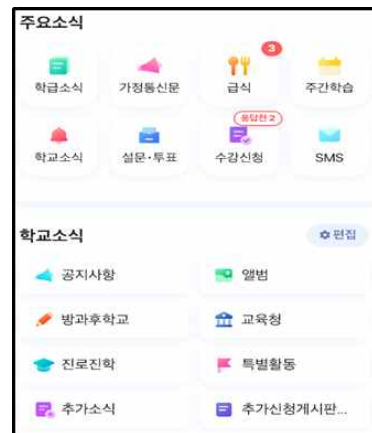 주요소식
3
학급소식 가정통신문 급식 주간학습
응답전 2
학교소식 설문·투표 수강신청 SMS
학교소식 편집
공지사항 앨범
방과후학교 교육청
진로진학 특별활동
추가소식 추가신청게시판...